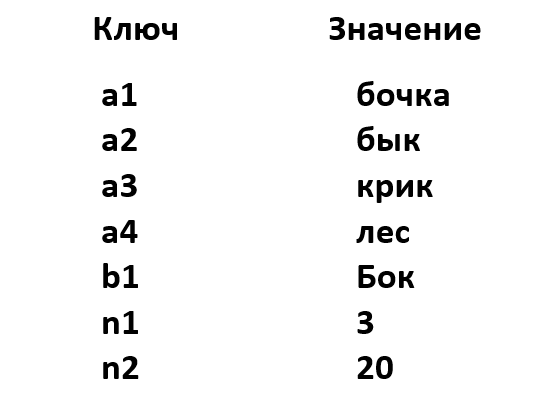 Ключ Значение
a1 бочка
a2 бык
a3 крик
a4 лес
b1 Бок
n1 3
n2 20